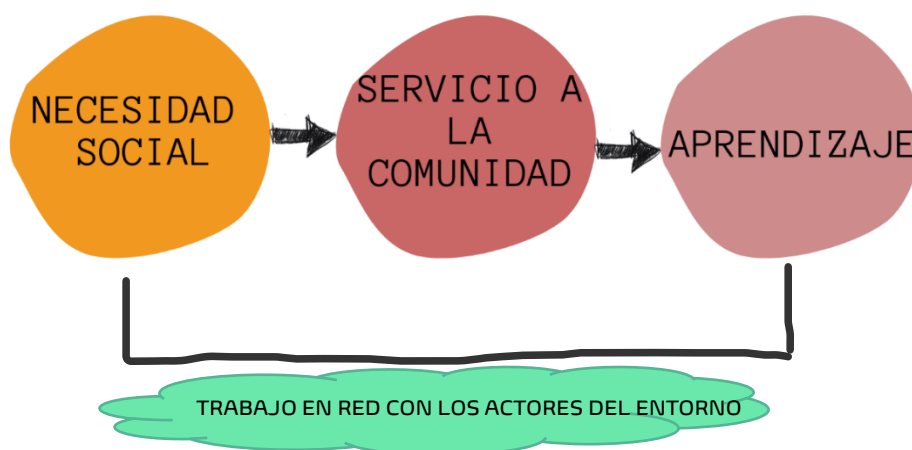 NECESIDAD
SOCIAL
SERVICIO A
LA
COMUNIDAD
APRENDIZAJE
TRABAJO EN RED CON LOS ACTORES DEL ENTORNO